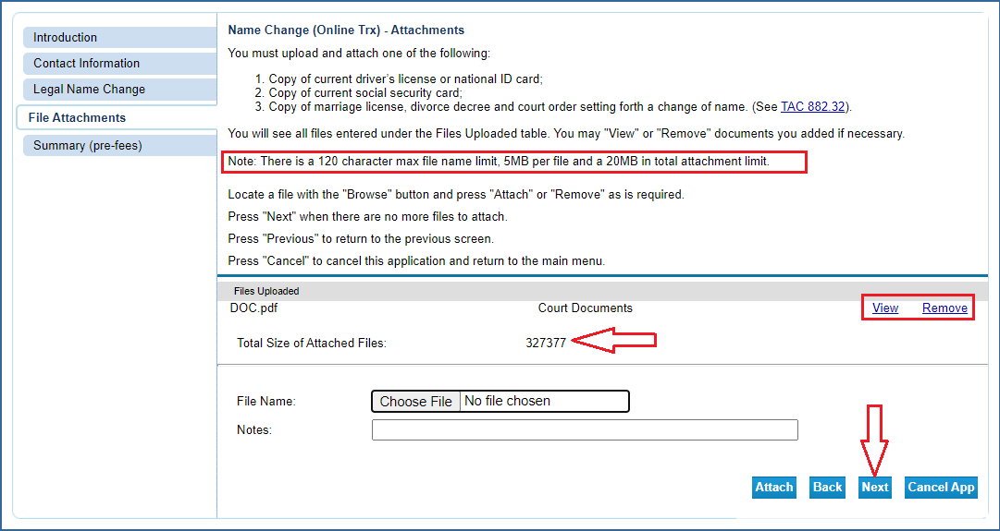 Introduction
Contact Information
Legal Name Change
File Attachments
Summary (pre-fees)
Name Change (Online Trx) - Attachments
You must upload and attach one of the following:
1. Copy of current driver's license or national ID card;
2. Copy of current social security card;
3. Copy of marriage license, divorce decree and court order setting forth a change of name. (See TAC 882.32).
You will see all files entered under the Files Uploaded table. You may "View" or "Remove" documents you added if necessary.
Note: There is a 120 character max file name limit, 5MB per file and a 20MB in total attachment limit.
Locate a file with the "Browse" button and press "Attach" or "Remove" as is required.
Press "Next" when there are no more files to attach.
Press "Previous" to return to the previous screen.
Press "Cancel" to cancel this application and return to the main menu.
Files Uploaded
DOC.pdf Court Documents View Remove
Total Size of Attached Files: 327377
File Name: Choose File No file chosen
Notes:
Attach Back Next Cancel App